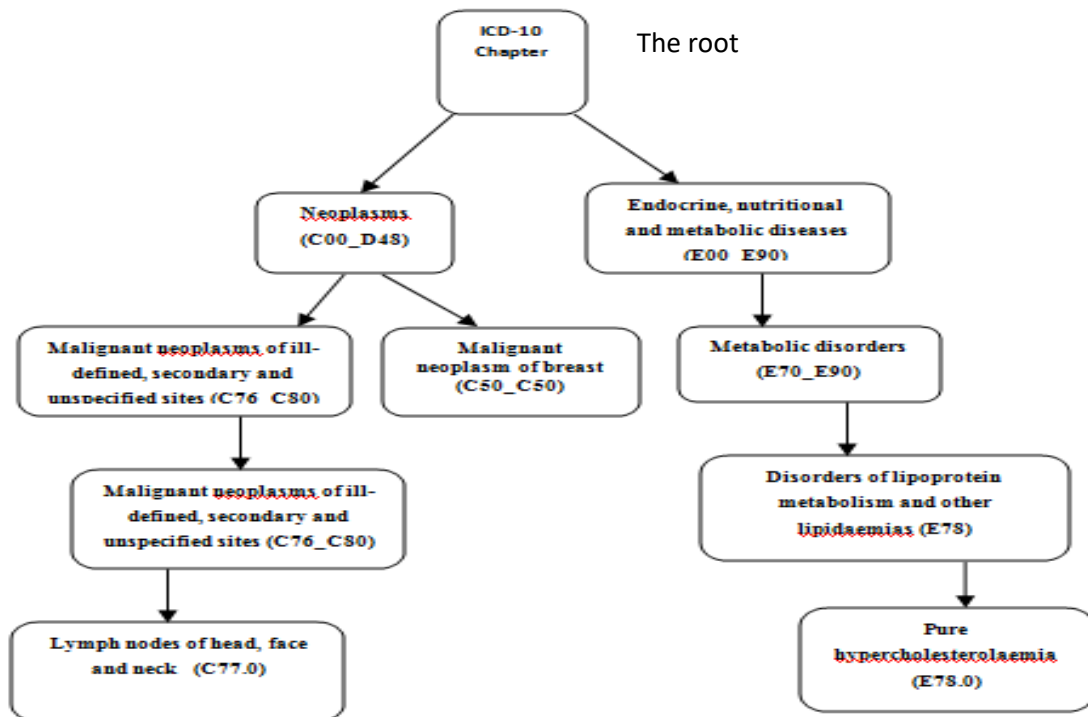 ICD-10
Chapter
The root
Neoplasms
(C00_D48)
Endocrine, nutritional
and metabolic diseases
(E00_E90)
Malignant neoplasms of ill-
defined, secondary and
unspecified sites (C76_C80)
Malignant
neoplasm of breast
(C50_C50)
Metabolic disorders
(E70_E90)
Malignant neoplasms of ill-
defined, secondary and
unspecified sites (C76_C80)
Disorders of lipoprotein
metabolism and other
lipidaemias (E78)
Lymph nodes of head, face
and neck (C77.0)
Pure
hypercholesterolaemia
(E78.0)